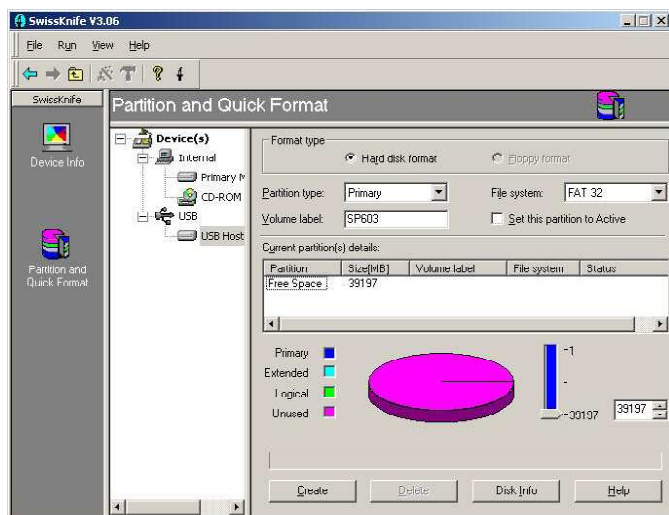 SwissKnife V3.06
File Run View Help
SwissKnife
Partition and Quick Format
Device Info
Partition and
Quick Format
Device(s)
Internal
Primary M
CD-ROM
USB
USB Host
Format type
Hard disk format
Floppy format
Partition type: Primary
File system: FAT 32
Volume label: SP603
Set this partition to Active
Current partition(s) details:
Partition Size[MB] Volume label File system Status
Free Space 39197
Primary
Extended
Logical
Unused
1
39197
39197
Create Delete Disk Info Help